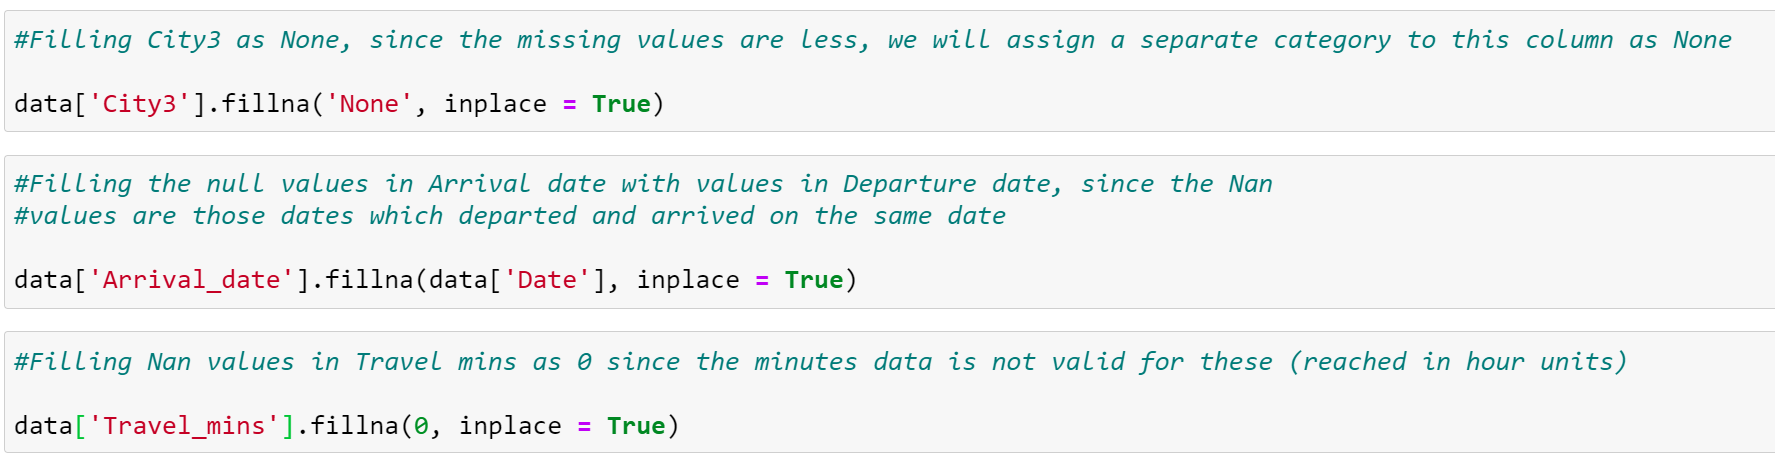 #Filling City3 as None, since the missing values are less, we will assign a separate category to this column as None
data['City3'].fillna('None', inplace = True)
#Filling the null values in Arrival date with values in Departure date, since the Nan
#values are those dates which departed and arrived on the same date
data['Arrival_date'].fillna(data['Date'], inplace = True)
#Filling Nan values in Travel mins as 0 since the minutes data is not valid for these (reached in hour units)
data['Travel_mins'].fillna(0, inplace = True)